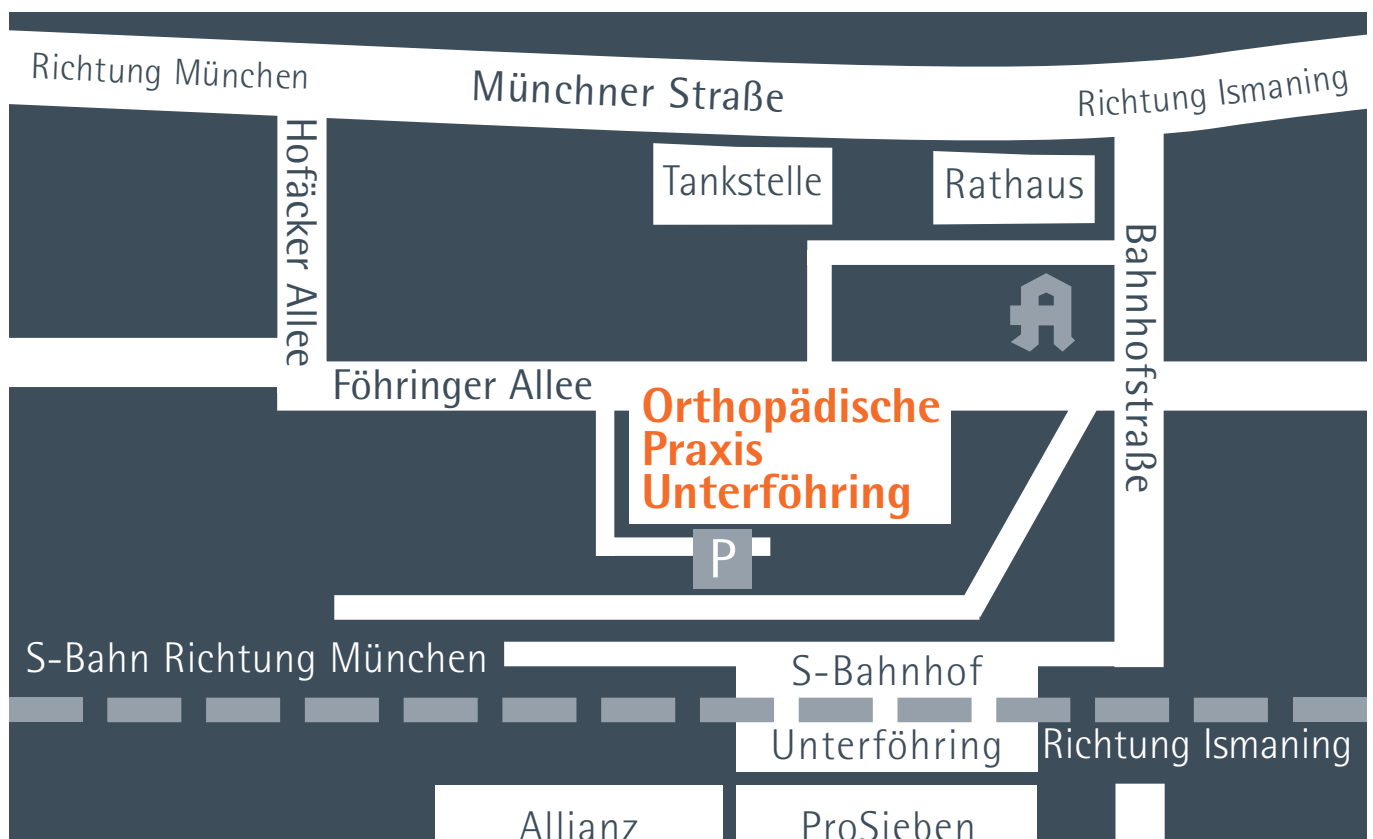 Richtung München
Münchner Straße
Richtung Ismaning
Hofäcker Allee
Tankstelle
Rathaus
Bahnhofstraße
A
Föhringer Allee
Orthopädische
Praxis
Unterföhring
P
S-Bahn Richtung München
S-Bahnhof
Unterföhring
Richtung Ismaning
Allianz
ProSieben